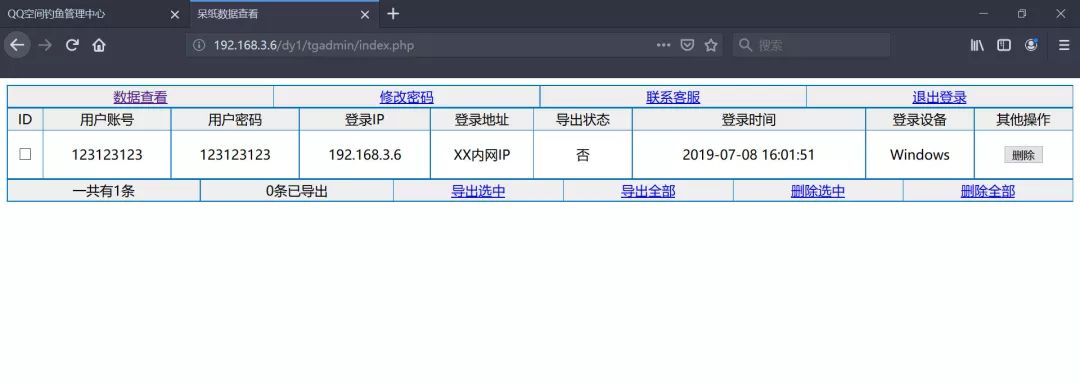 QQ空间钓鱼管理中心 呆纸数据查看
192.168.3.6/dy1/tgadmin/index.php 搜索
数据查看 修改密码 联系客服 退出登录
ID 用户账号 用户密码 登录IP 登录地址 导出状态 登录时间 登录设备 其他操作
123123123 123123123 192.168.3.6 XX内网IP 否 2019-07-08 16:01:51 Windows 删除
一共有1条 0条已导出 导出选中 导出全部 删除选中 删除全部